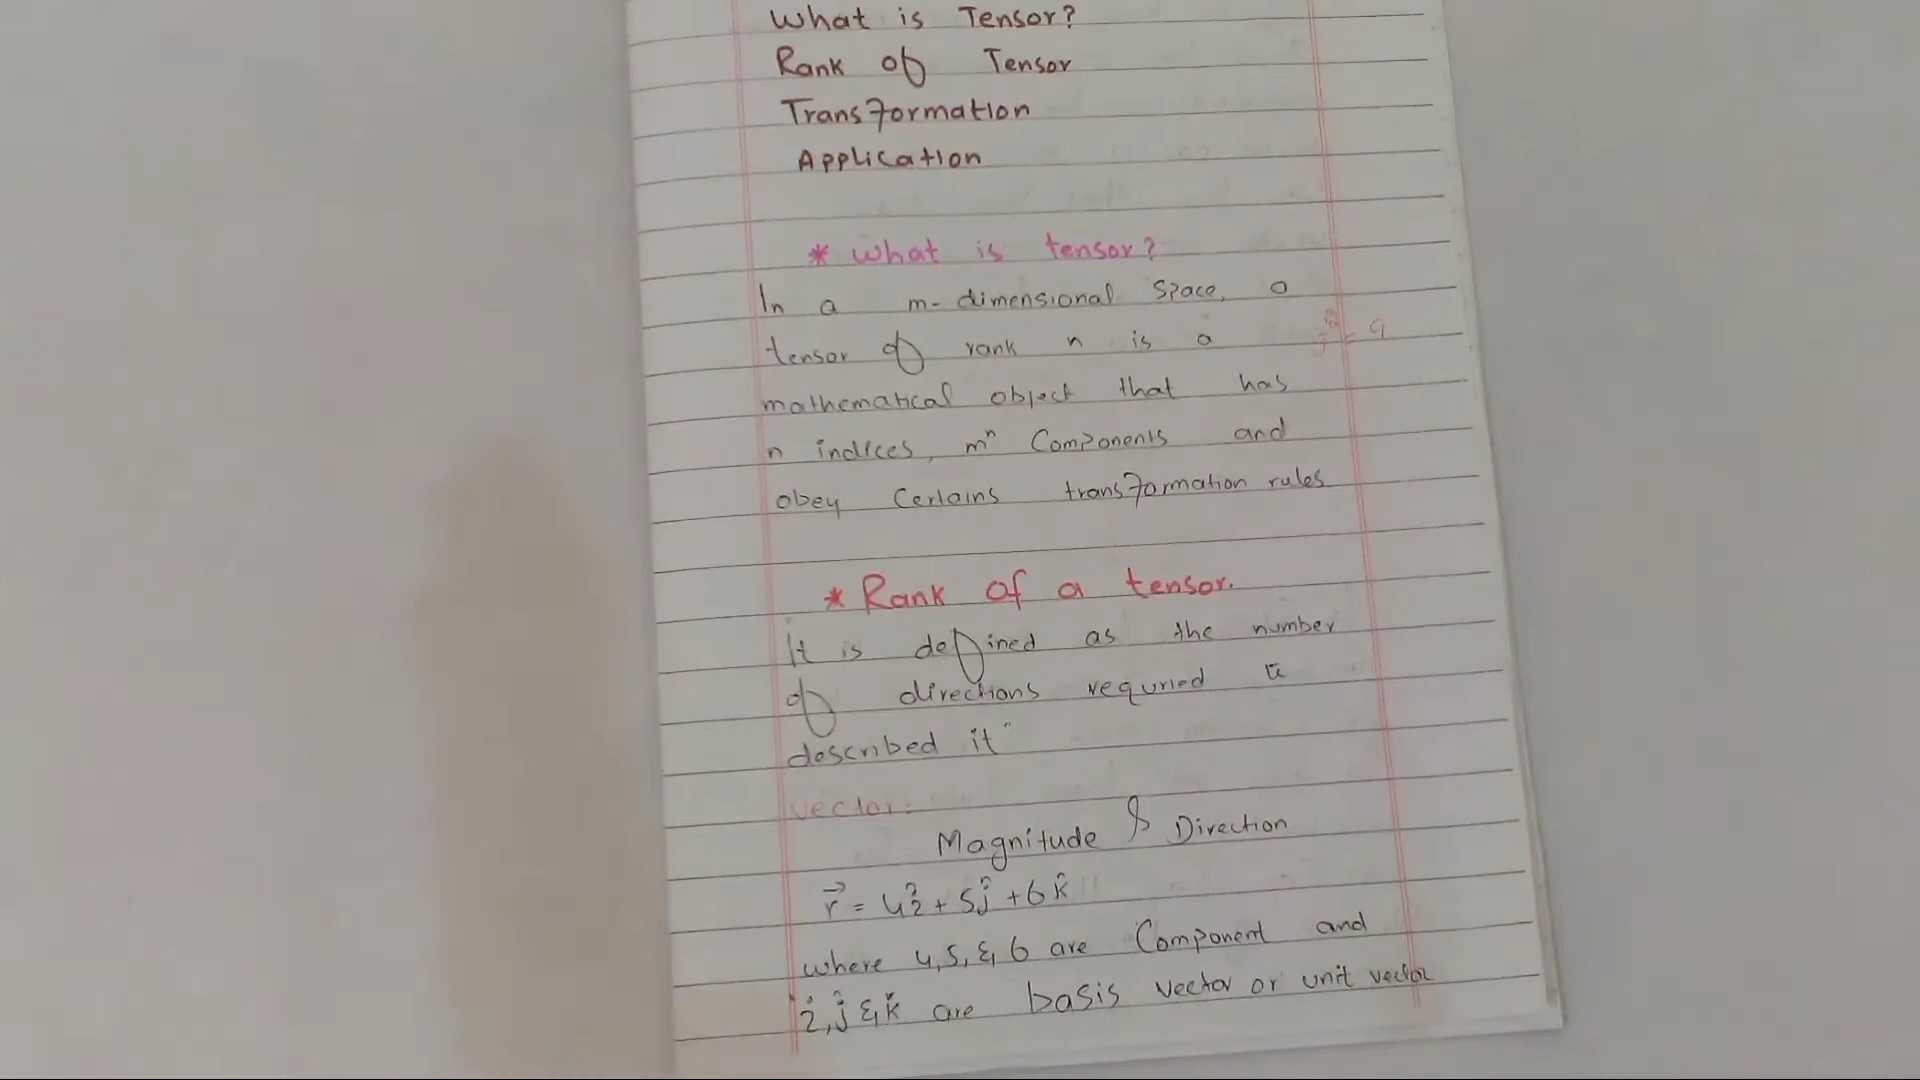 What is Tensor?
Rank of Tensor
Transformation
Application
* What is tensor?
In a m-dimensional Space, a
tensor of rank n is a
mathematical object that has
n indices, mⁿ Components and
obey Certains transformation rules
* Rank of a tensor.
It is defined as the number
of directions requried to
described it"
Vector:
Magnitude & Direction
r⃗ = 4î + 5ĵ + 6k̂
where 4,5, & 6 are Component and
î, ĵ & k̂ are basis vector or unit vector